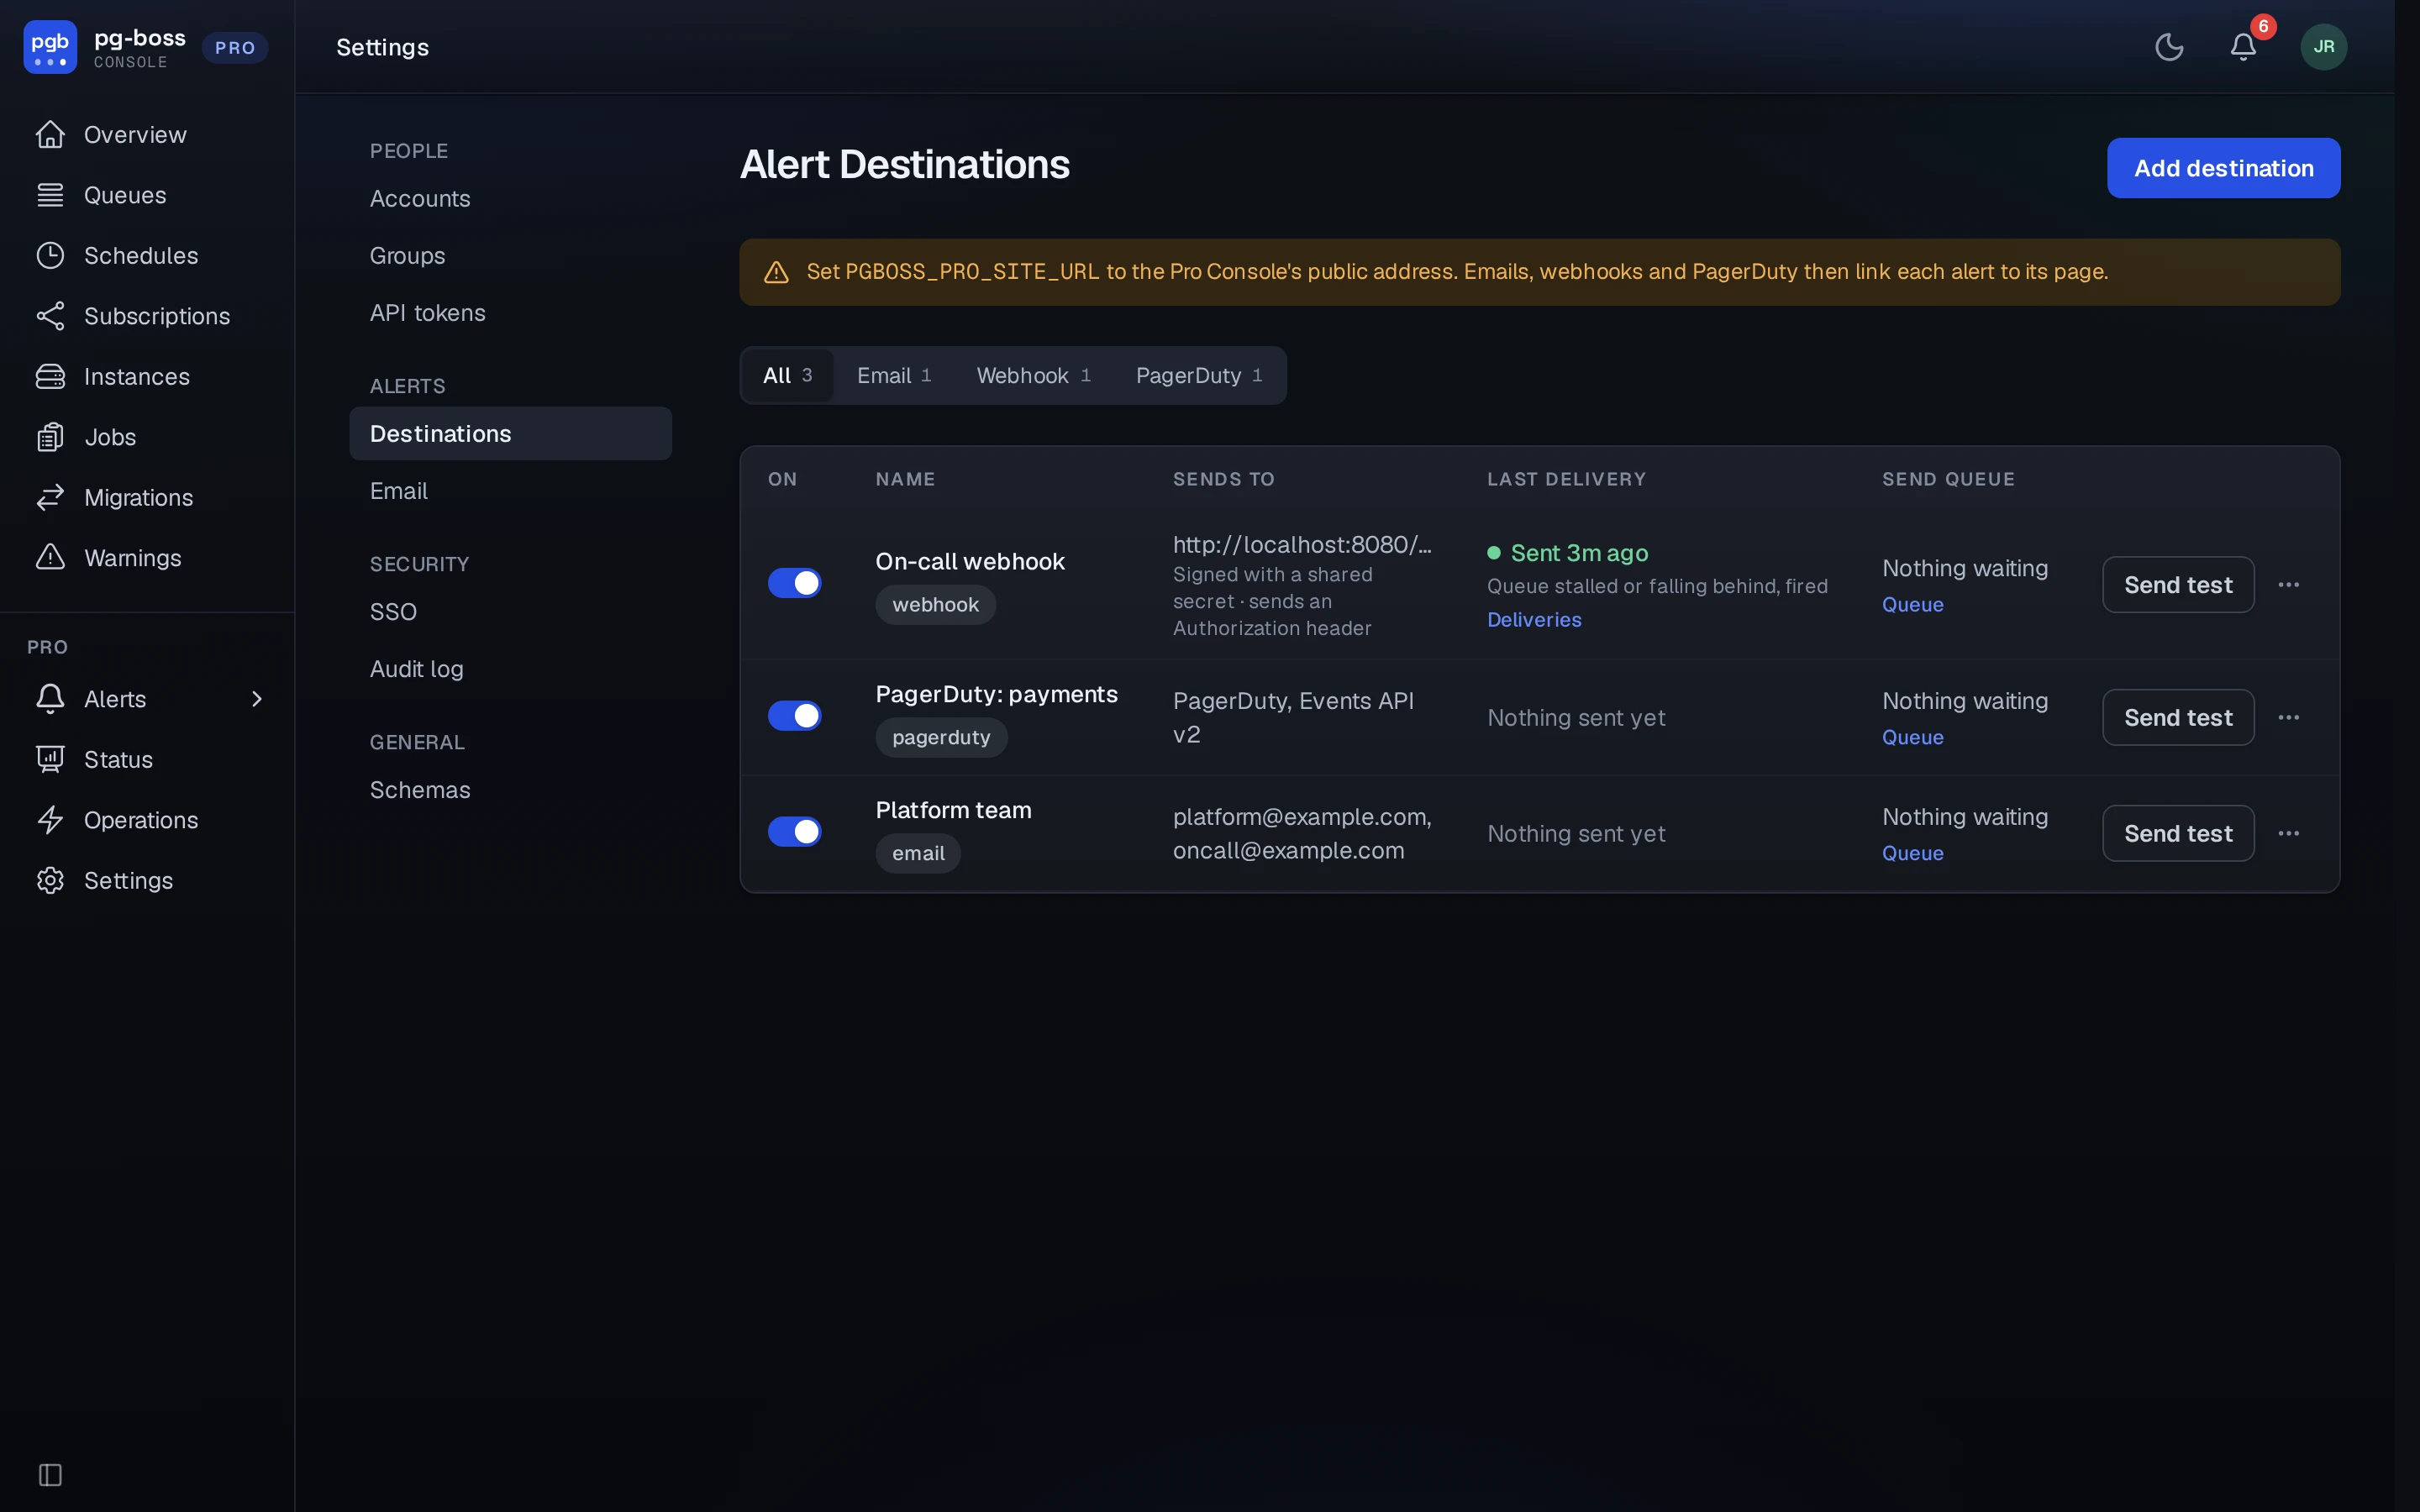 pgb
pg-boss
CONSOLE
PRO
Settings
6
JR
Overview
Queues
Schedules
Subscriptions
Instances
Jobs
Migrations
Warnings
PRO
Alerts
Status
Operations
Settings
PEOPLE
Accounts
Groups
API tokens
ALERTS
Destinations
Email
SECURITY
SSO
Audit log
GENERAL
Schemas
Alert Destinations
Add destination
Set PGBOSS_PRO_SITE_URL to the Pro Console's public address. Emails, webhooks and PagerDuty then link each alert to its page.
All 3
Email 1
Webhook 1
PagerDuty 1
ON NAME SENDS TO LAST DELIVERY SEND QUEUE
On-call webhook
webhook
http://localhost:8080/…
Signed with a shared
secret · sends an
Authorization header
Sent 3m ago
Queue stalled or falling behind, fired
Deliveries
Nothing waiting
Queue
Send test
PagerDuty: payments
pagerduty
PagerDuty, Events API
v2
Nothing sent yet
Nothing waiting
Queue
Send test
Platform team
email
platform@example.com,
oncall@example.com
Nothing sent yet
Nothing waiting
Queue
Send test